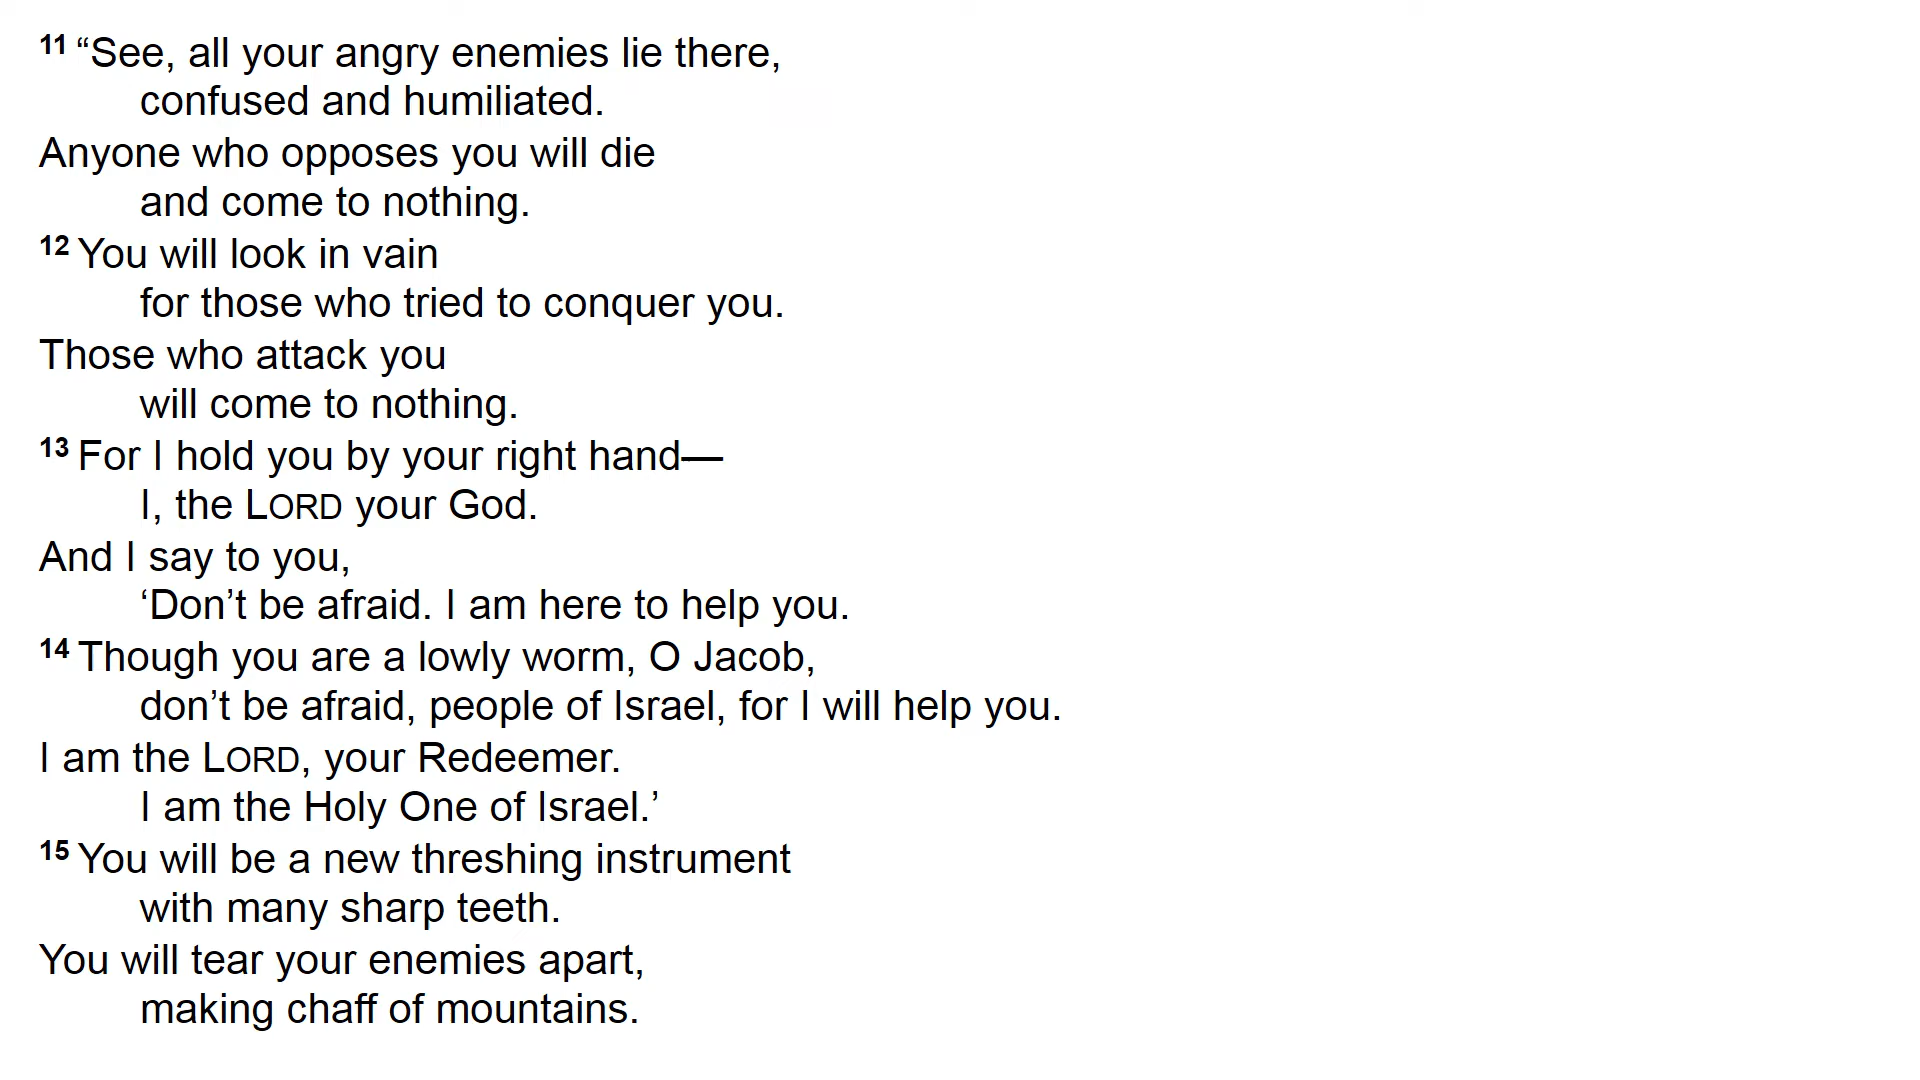 11 “See, all your angry enemies lie there,
confused and humiliated.
Anyone who opposes you will die
and come to nothing.
12 You will look in vain
for those who tried to conquer you.
Those who attack you
will come to nothing.
13 For I hold you by your right hand—
I, the LORD your God.
And I say to you,
‘Don’t be afraid. I am here to help you.
14 Though you are a lowly worm, O Jacob,
don’t be afraid, people of Israel, for I will help you.
I am the LORD, your Redeemer.
I am the Holy One of Israel.’
15 You will be a new threshing instrument
with many sharp teeth.
You will tear your enemies apart,
making chaff of mountains.